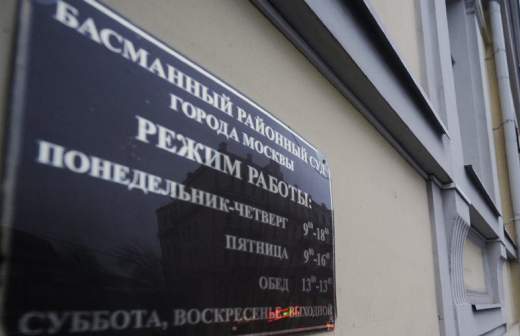 БАСМАННЫЙ РАЙОННЫЙ СУД
ГОРОДА МОСКВЫ
РЕЖИМ РАБОТЫ:
ПОНЕДЕЛЬНИК-ЧЕТВЕРГ 9⁰⁰-18⁰⁰
ПЯТНИЦА 9⁰⁰-16⁴⁵
ОБЕД 13⁰⁰-13⁴⁵
СУББОТА, ВОСКРЕСЕНЬЕ-ВЫХОДНОЙ